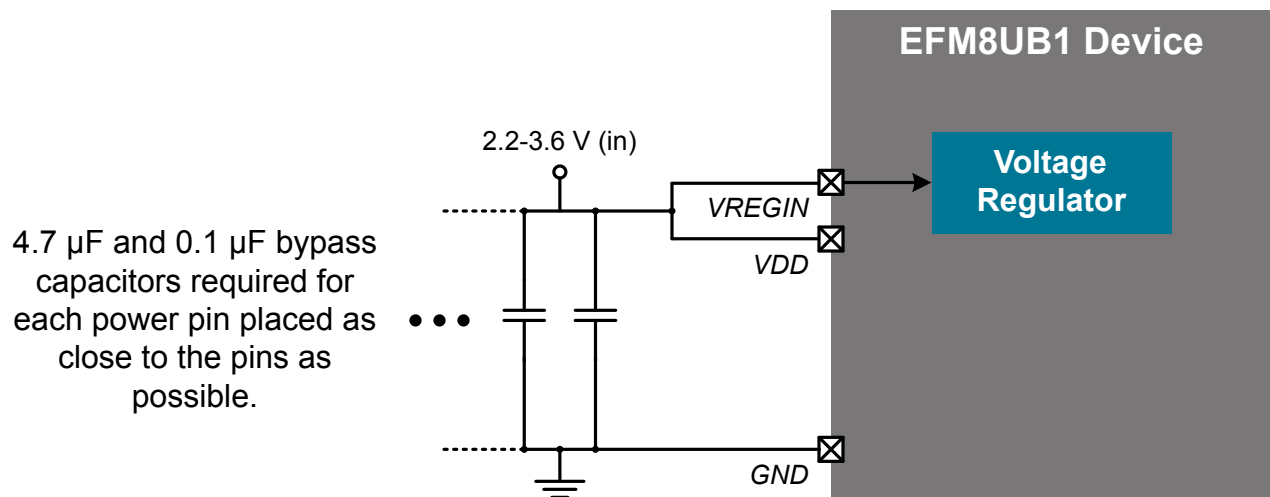 EFM8UB1 Device
2.2-3.6 V (in)
Voltage
Regulator
VREGIN
VDD
4.7 µF and 0.1 µF bypass
capacitors required for
each power pin placed as
close to the pins as
possible.
GND